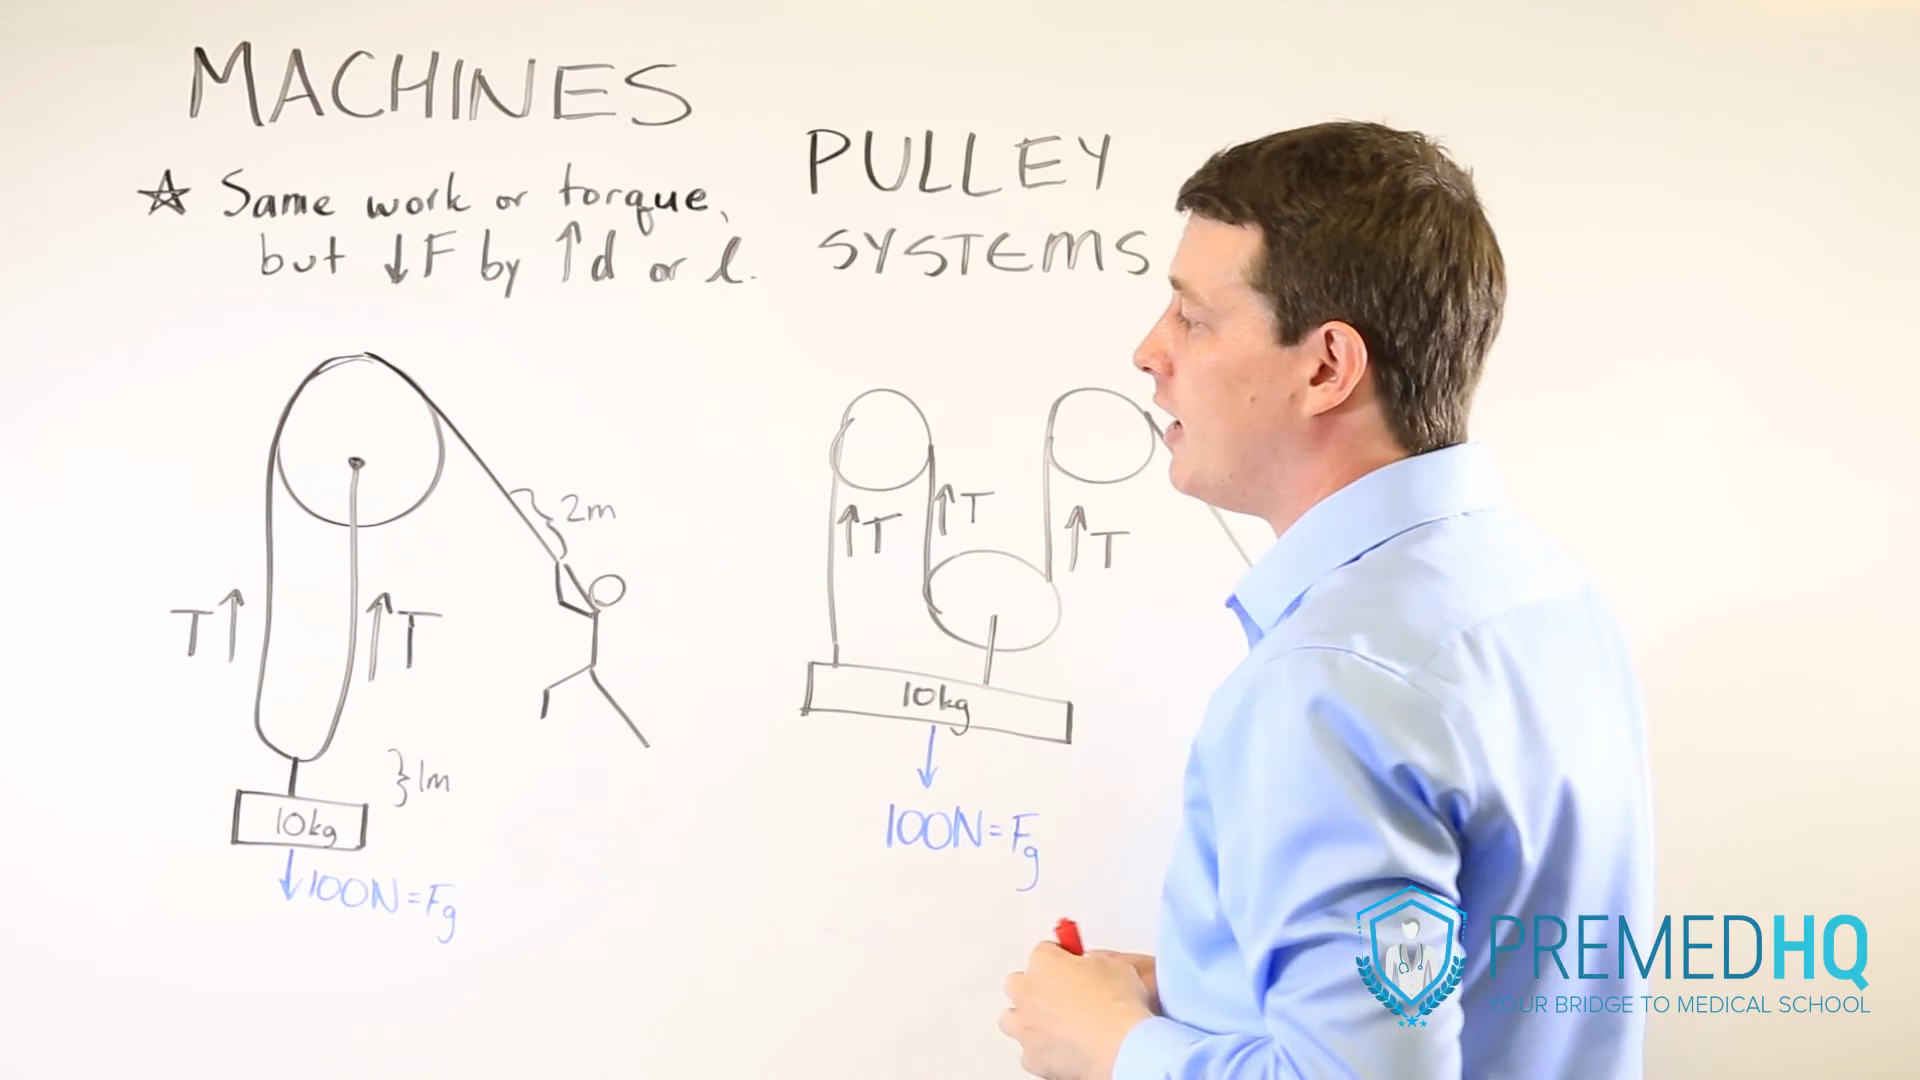 MACHINES
☆ Same work or torque,
but ↓F by ↑d or l.
PULLEY
SYSTEMS
2m
T↑ ↑T
}1m
10kg
↓100N=Fg
↑T ↑T ↑T
10kg
↓
100N=Fg
PREMEDHQ
YOUR BRIDGE TO MEDICAL SCHOOL